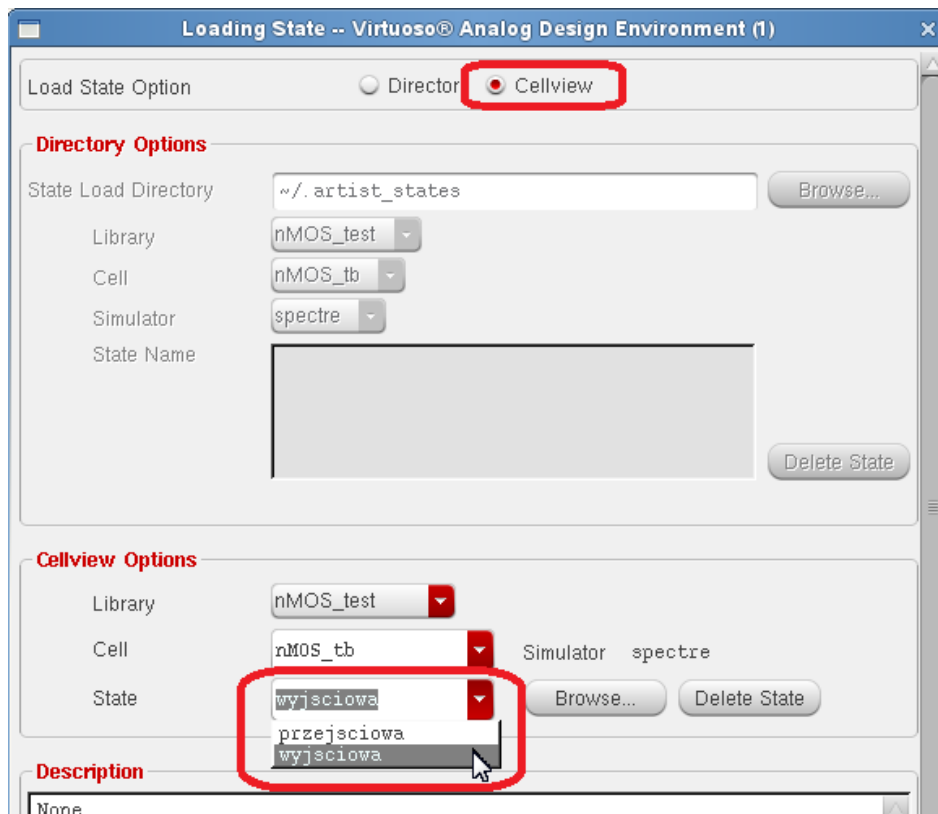 Loading State -- Virtuoso® Analog Design Environment (1)
Load State Option Director Cellview
Directory Options
State Load Directory ~/.artist_states Browse...
Library nMOS_test
Cell nMOS_tb
Simulator spectre
State Name
Delete State
Cellview Options
Library nMOS_test
Cell nMOS_tb Simulator spectre
State wyjsciowa Browse... Delete State
przejsciowa
wyjsciowa
Description
None